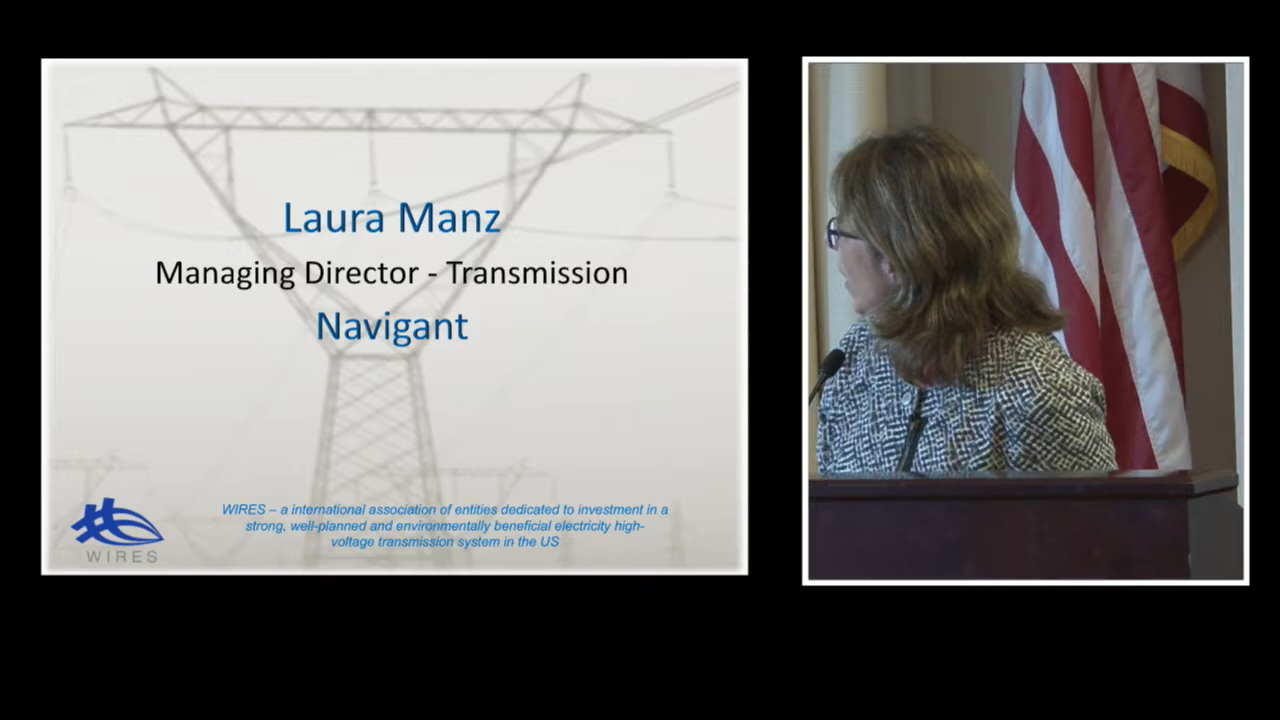 Laura Manz
Managing Director - Transmission
Navigant
WIRES – a international association of entities dedicated to investment in a
strong, well-planned and environmentally beneficial electricity high-
voltage transmission system in the US
WIRES